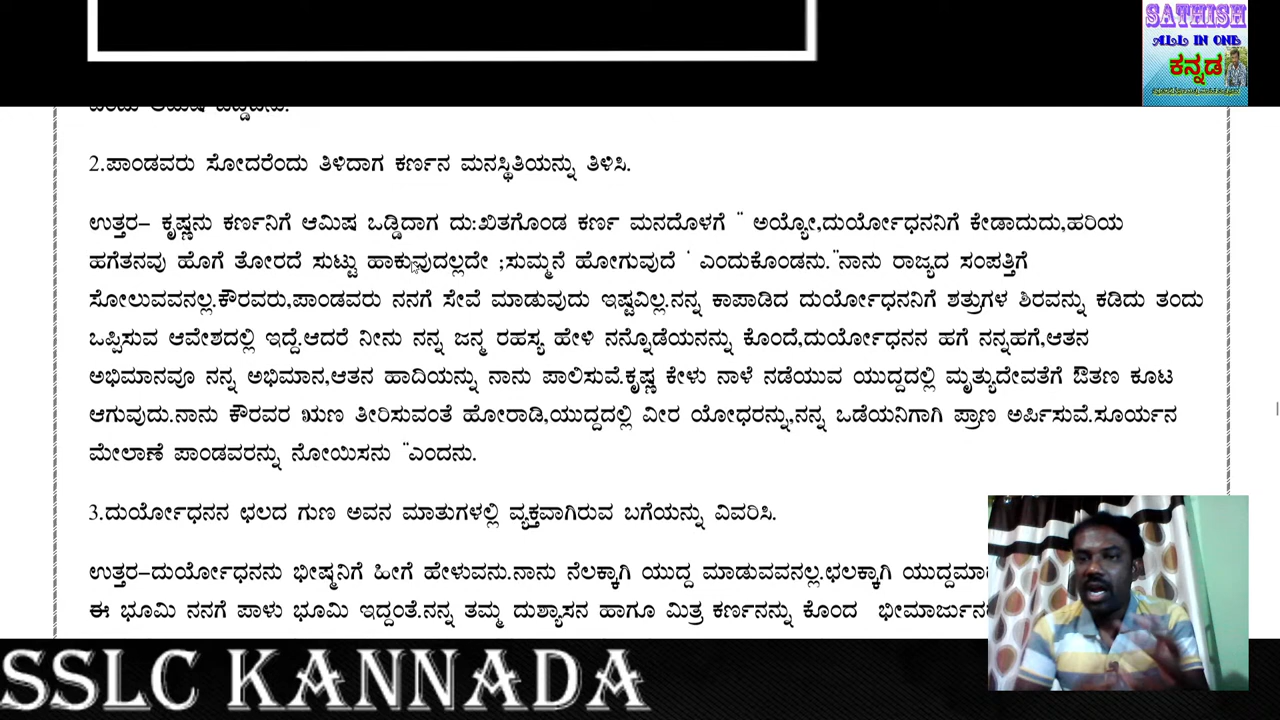 SATHISH
ALL IN ONE
ಕನ್ನಡ
2.ಪಾಂಡವರು ಸೋದರೆಂದು ತಿಳಿದಾಗ ಕರ್ಣನ ಮನಸ್ಥಿತಿಯನ್ನು ತಿಳಿಸಿ.
ಉತ್ತರ– ಕೃಷ್ಣನು ಕರ್ಣನಿಗೆ ಆಮಿಷ ಒಡ್ಡಿದಾಗ ದು:ಖಿತಗೊಂಡ ಕರ್ಣ ಮನದೊಳಗೆ " ಅಯ್ಯೋ,ದುರ್ಯೋಧನನಿಗೆ ಕೇಡಾದುದು,ಹರಿಯ
ಹಗೆತನವು ಹೊಗೆ ತೋರದೆ ಸುಟ್ಟು ಹಾಕುವುದಲ್ಲದೇ ;ಸುಮ್ಮನೆ ಹೋಗುವುದೆ ' ಎಂದುಕೊಂಡನು."ನಾನು ರಾಜ್ಯದ ಸಂಪತ್ತಿಗೆ
ಸೋಲುವವನಲ್ಲ.ಕೌರವರು,ಪಾಂಡವರು ನನಗೆ ಸೇವೆ ಮಾಡುವುದು ಇಷ್ಟವಿಲ್ಲ.ನನ್ನ ಕಾಪಾಡಿದ ದುರ್ಯೋಧನನಿಗೆ ಶತ್ರುಗಳ ಶಿರವನ್ನು ಕಡಿದು ತಂದು
ಒಪ್ಪಿಸುವ ಆವೇಶದಲ್ಲಿ ಇದ್ದೆ.ಆದರೆ ನೀನು ನನ್ನ ಜನ್ಮ ರಹಸ್ಯ ಹೇಳಿ ನನ್ನೊಡೆಯನನ್ನು ಕೊಂದೆ,ದುರ್ಯೋಧನನ ಹಗೆ ನನ್ನಹಗೆ,ಆತನ
ಅಭಿಮಾನವೂ ನನ್ನ ಅಭಿಮಾನ,ಆತನ ಹಾದಿಯನ್ನು ನಾನು ಪಾಲಿಸುವೆ.ಕೃಷ್ಣ ಕೇಳು ನಾಳೆ ನಡೆಯುವ ಯುದ್ದದಲ್ಲಿ ಮೃತ್ಯುದೇವತೆಗೆ ಔತಣ ಕೂಟ
ಆಗುವುದು.ನಾನು ಕೌರವರ ಋಣ ತೀರಿಸುವಂತೆ ಹೋರಾಡಿ,ಯುದ್ದದಲ್ಲಿ ವೀರ ಯೋಧರನ್ನು,ನನ್ನ ಒಡೆಯನಿಗಾಗಿ ಪ್ರಾಣ ಅರ್ಪಿಸುವೆ.ಸೂರ್ಯನ
ಮೇಲಾಣೆ ಪಾಂಡವರನ್ನು ನೋಯಿಸನು "ಎಂದನು.
3.ದುರ್ಯೋಧನನ ಛಲದ ಗುಣ ಅವನ ಮಾತುಗಳಲ್ಲಿ ವ್ಯಕ್ತವಾಗಿರುವ ಬಗೆಯನ್ನು ವಿವರಿಸಿ.
ಉತ್ತರ–ದುರ್ಯೋಧನನು ಭೀಷ್ಮನಿಗೆ ಹೀಗೆ ಹೇಳುವನು.ನಾನು ನೆಲಕ್ಕಾಗಿ ಯುದ್ದ ಮಾಡುವವನಲ್ಲ.ಛಲಕ್ಕಾಗಿ
ಈ ಭೂಮಿ ನನಗೆ ಪಾಳು ಭೂಮಿ ಇದ್ದಂತೆ.ನನ್ನ ತಮ್ಮ ದುಶ್ಯಾಸನ ಹಾಗೂ ಮಿತ್ರ ಕರ್ಣನನ್ನು ಕೊಂದ
SSLC KANNADA